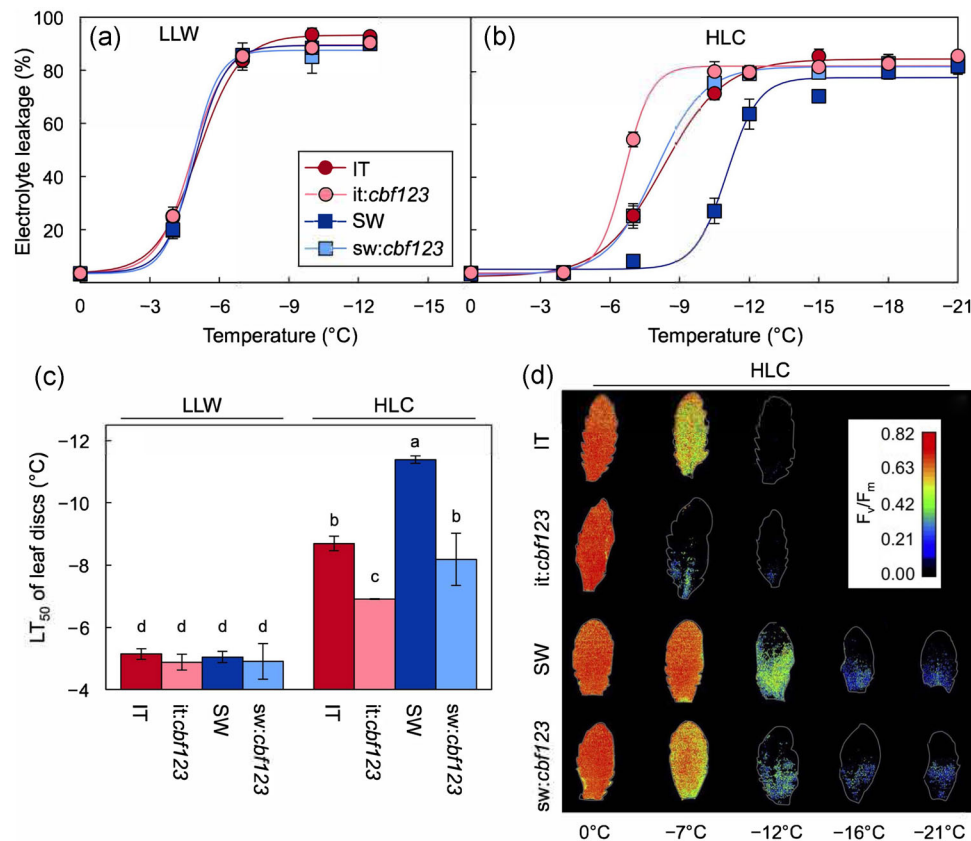 (a) LLW
(b) HLC
Electrolyte leakage (%)
100
80
60
40
20
IT
it:cbf123
SW
sw:cbf123
0 −3 −6 −9 −12 −15
Temperature (°C)
0 −3 −6 −9 −12 −15 −18 −21
Temperature (°C)
(c)
LLW HLC
LT50 of leaf discs (°C)
−12
−10
−8
−6
−4
d d d d b c a b
IT it:cbf123 SW sw:cbf123 IT it:cbf123 SW sw:cbf123
(d)
HLC
IT
it:cbf123
SW
sw:cbf123
Fv/Fm
0.82
0.63
0.42
0.21
0.00
0°C −7°C −12°C −16°C −21°C